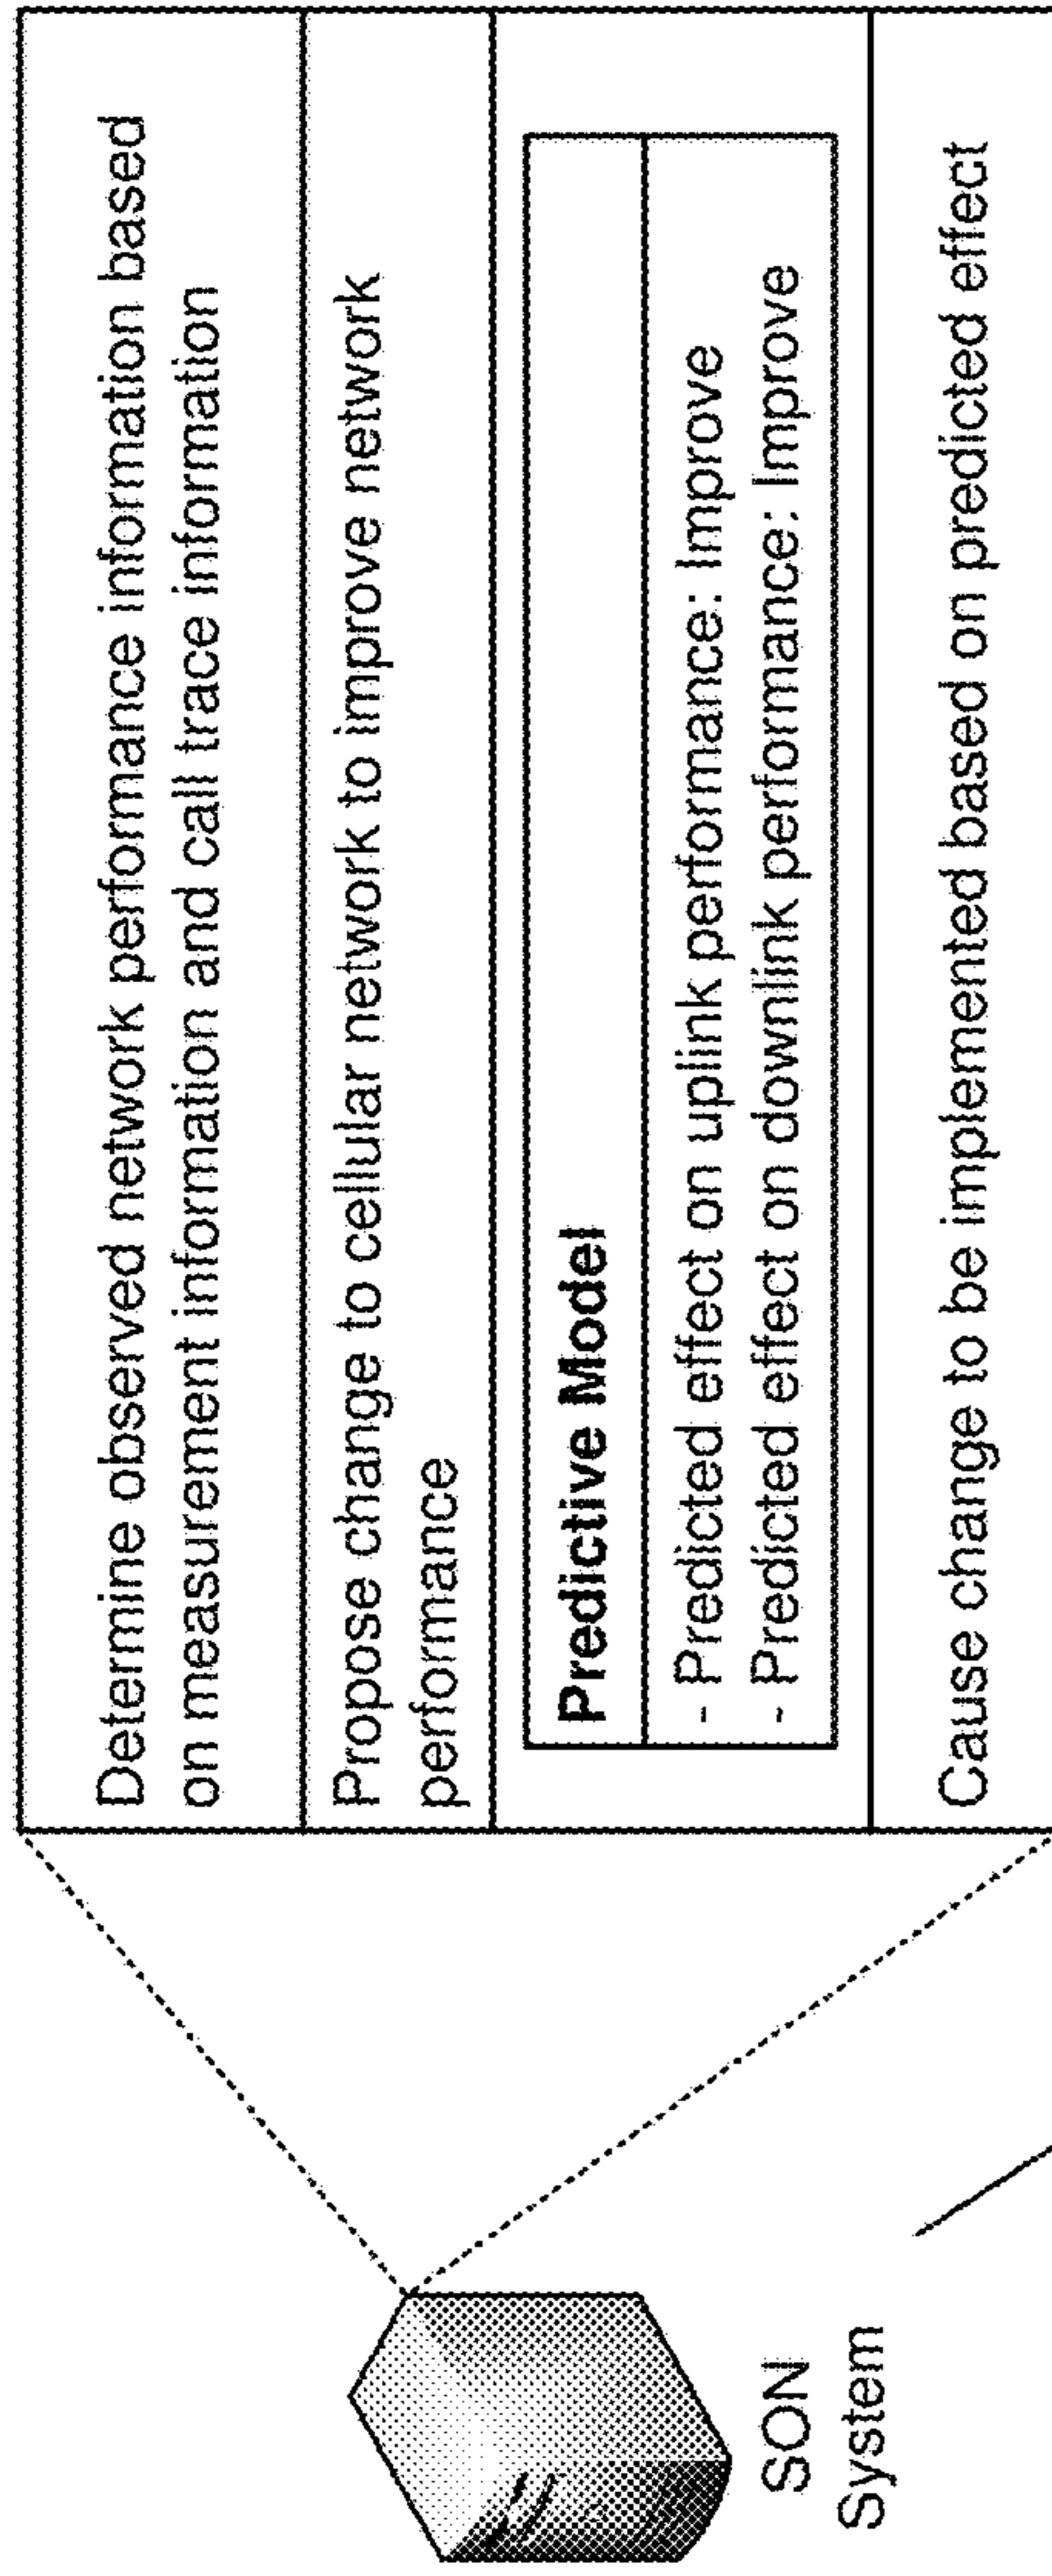 Determine observed network performance information based
on measurement information and call trace information
Propose change to cellular network to improve network
performance
Predictive Model
- Predicted effect on uplink performance: Improve
- Predicted effect on downlink performance: Improve
Cause change to be implemented based on predicted effect
SON
System